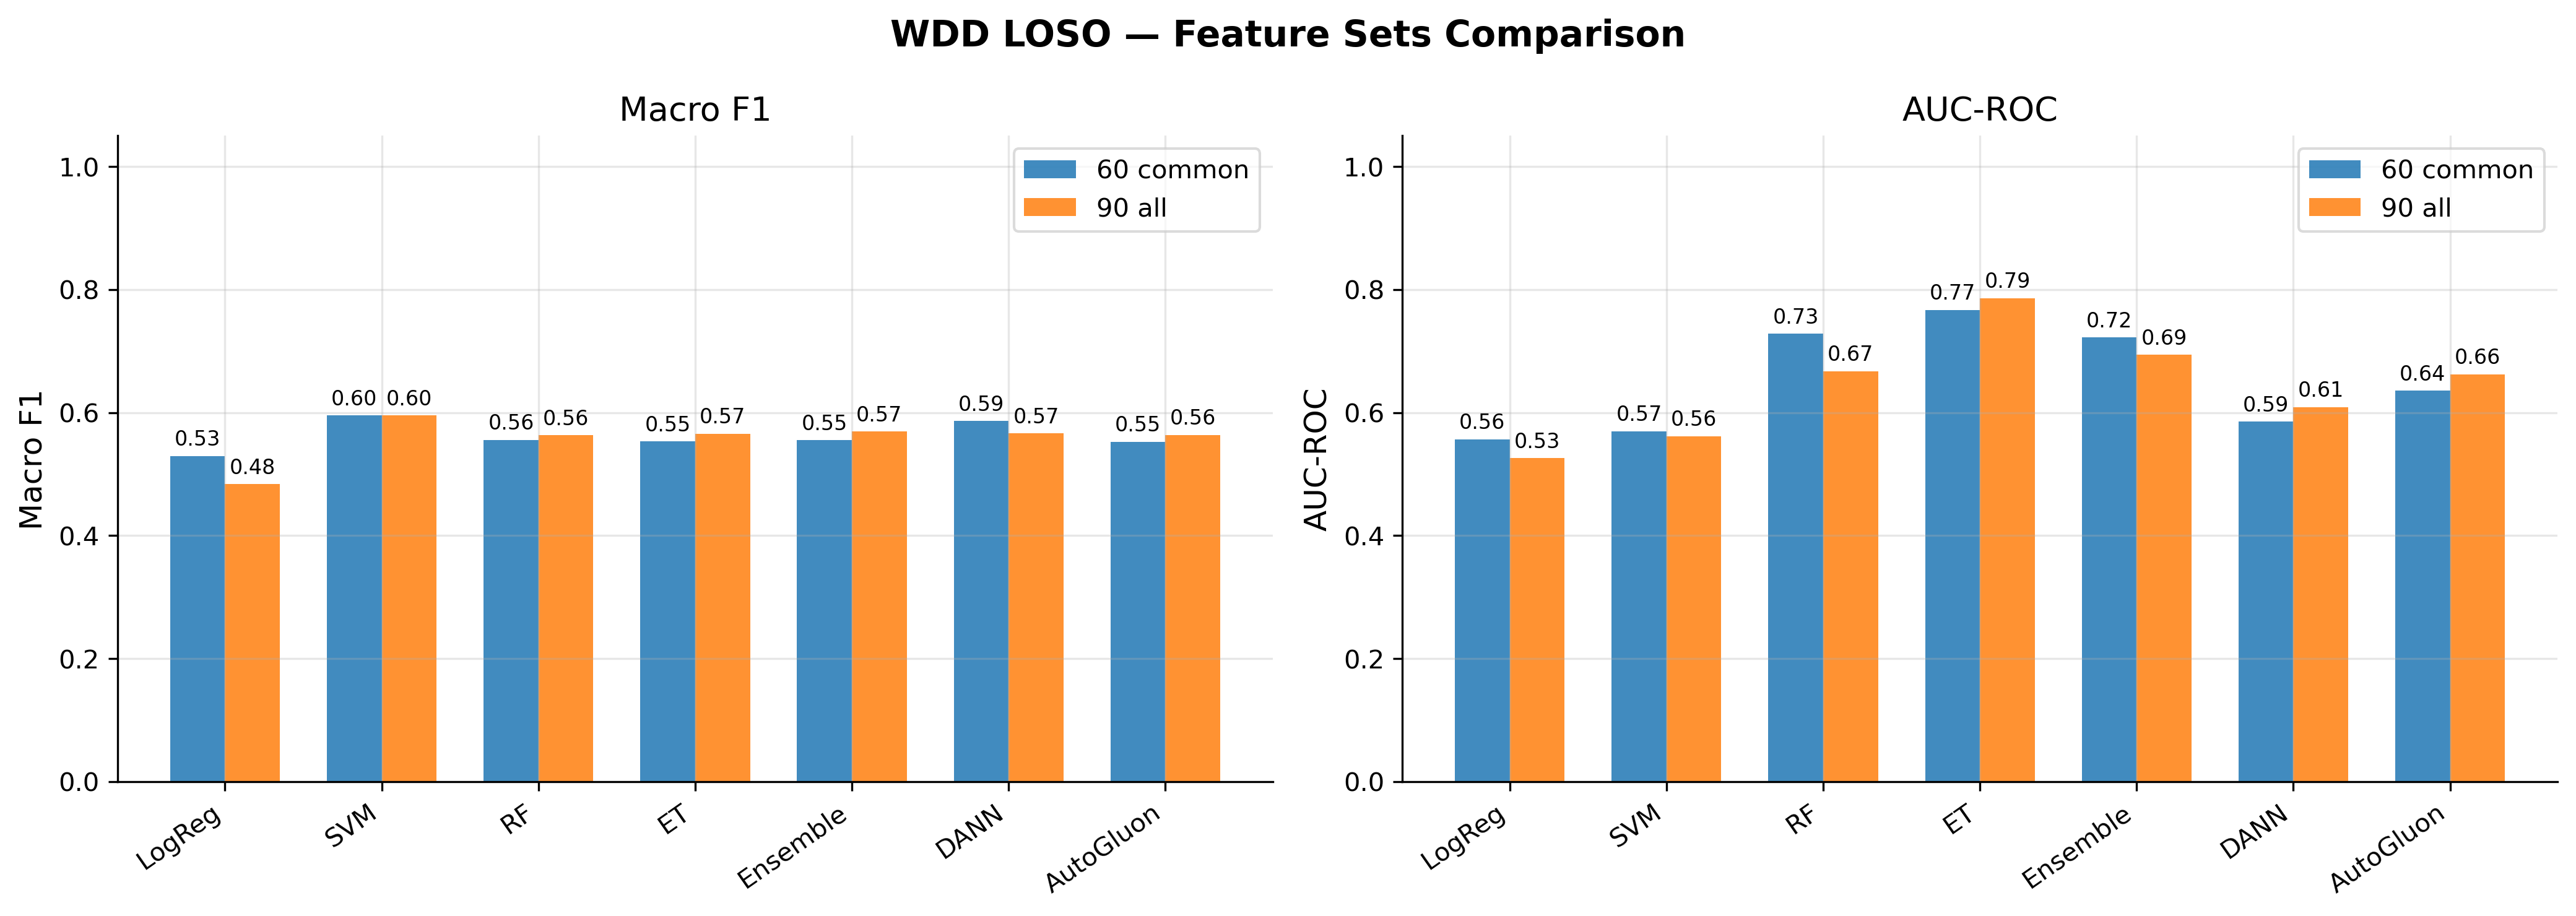 WDD LOSO — Feature Sets Comparison
Macro F1
60 common
90 all
Macro F1
1.0
0.8
0.6
0.4
0.2
0.0
0.53 0.48 0.60 0.60 0.56 0.56 0.55 0.57 0.55 0.57 0.59 0.57 0.55 0.56
LogReg SVM RF ET Ensemble DANN AutoGluon
AUC-ROC
60 common
90 all
AUC-ROC
1.0
0.8
0.6
0.4
0.2
0.0
0.56 0.53 0.57 0.56 0.73 0.67 0.77 0.79 0.72 0.69 0.59 0.61 0.64 0.66
LogReg SVM RF ET Ensemble DANN AutoGluon